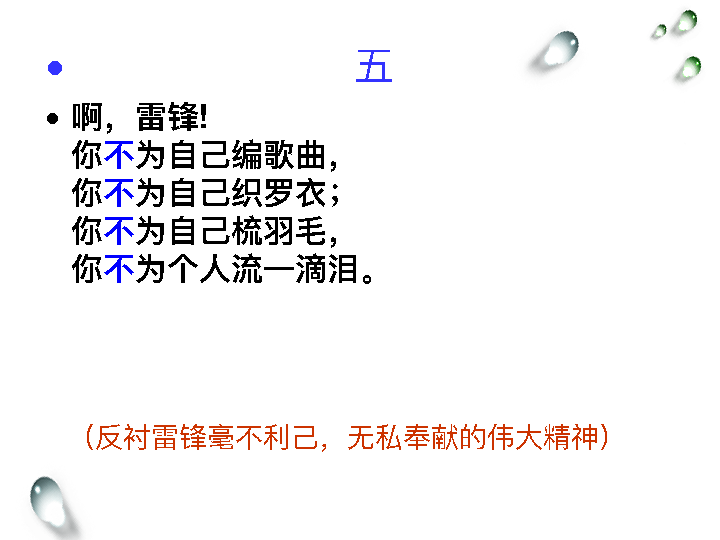 五
啊，雷锋!
你不为自己编歌曲，
你不为自己织罗衣；
你不为自己梳羽毛，
你不为个人流一滴泪。
（反衬雷锋毫不利己，无私奉献的伟大精神）